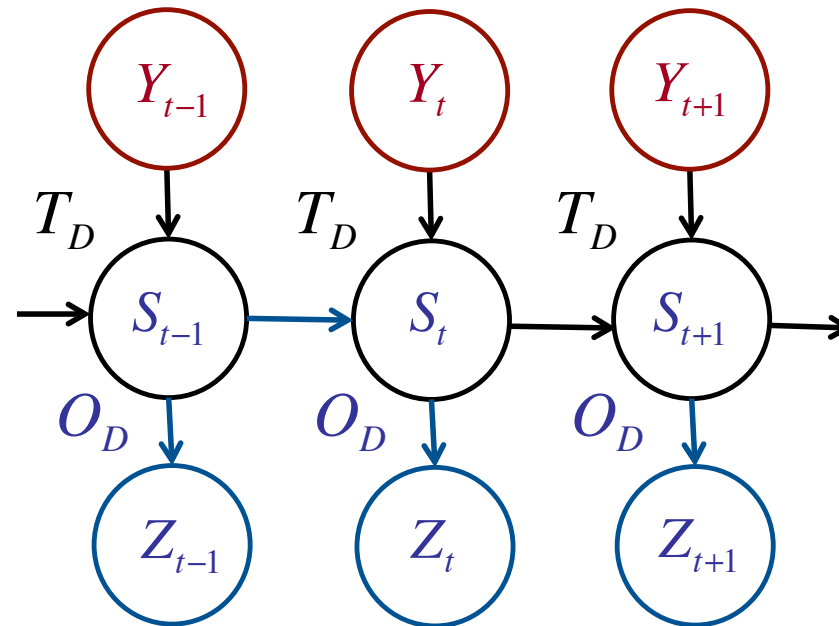 Y_{t−1} Y_t Y_{t+1}
T_D T_D T_D
S_{t−1} S_t S_{t+1}
O_D O_D O_D
Z_{t−1} Z_t Z_{t+1}